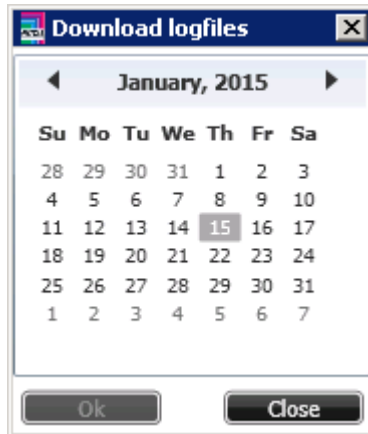 Download logfiles
January, 2015
Su Mo Tu We Th Fr Sa
28 29 30 31 1 2 3
4 5 6 7 8 9 10
11 12 13 14 15 16 17
18 19 20 21 22 23 24
25 26 27 28 29 30 31
1 2 3 4 5 6 7
Ok Close